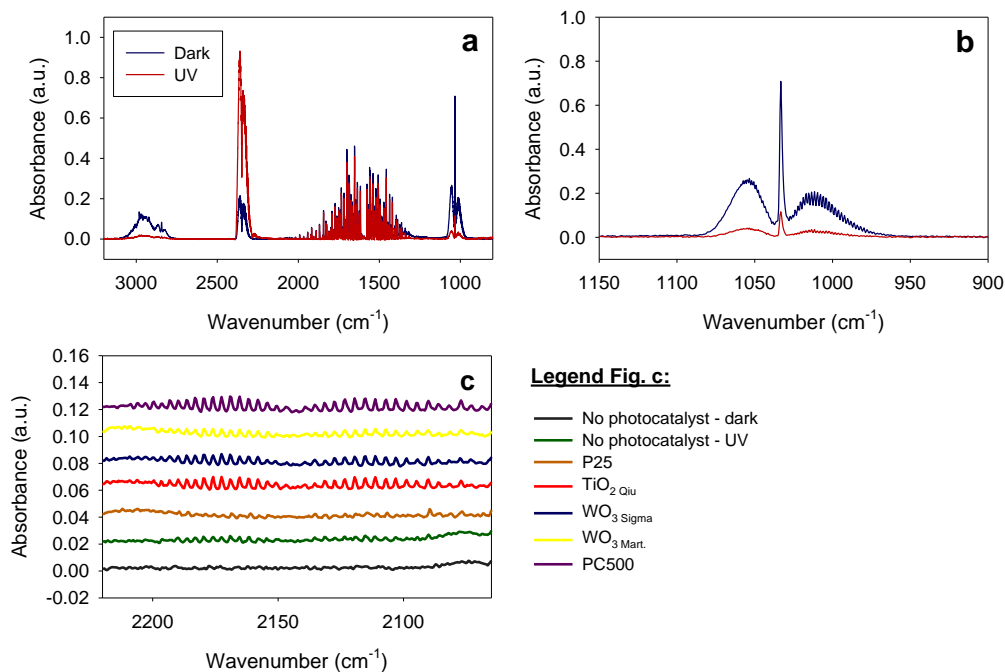 a
Dark
UV
1.0
0.8
0.6
0.4
0.2
0.0
Absorbance (a.u.)
3000 2500 2000 1500 1000
Wavenumber (cm-1)
b
1.0
0.8
0.6
0.4
0.2
0.0
Absorbance (a.u.)
1150 1100 1050 1000 950 900
Wavenumber (cm-1)
c
0.16
0.14
0.12
0.10
0.08
0.06
0.04
0.02
0.00
-0.02
Absorbance (a.u.)
2200 2150 2100
Wavenumber (cm-1)
Legend Fig. c:
No photocatalyst - dark
No photocatalyst - UV
P25
TiO2 Qiu
WO3 Sigma
WO3 Mart.
PC500